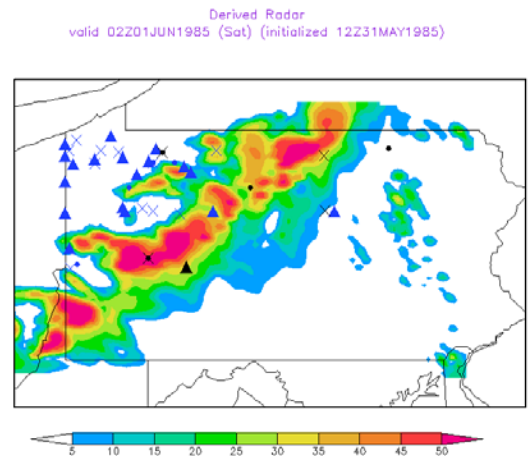 Derived Radar
valid 02Z01JUN1985 (Sat) (initialized 12Z31MAY1985)
5 10 15 20 25 30 35 40 45 50